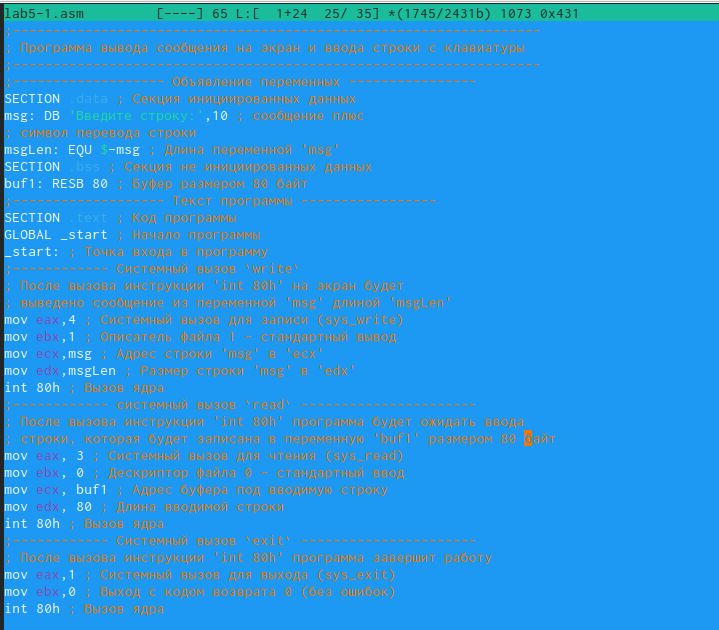 lab5-1.asm [----] 65 L:[ 1+24 25/ 35] *(1745/2431b) 1073 0x431
;------------------------------------------------------------------
; Программа вывода сообщения на экран и ввода строки с клавиатуры
;------------------------------------------------------------------
;------------------- Объявление переменных ----------------
SECTION .data ; Секция инициированных данных
msg: DB 'Введите строку:',10 ; сообщение плюс
; символ перевода строки
msgLen: EQU $-msg ; Длина переменной 'msg'
SECTION .bss ; Секция не инициированных данных
buf1: RESB 80 ; Буфер размером 80 байт
;------------------- Текст программы -----------------
SECTION .text ; Код программы
GLOBAL _start ; Начало программы
_start: ; Точка входа в программу
;------------ Системный вызов `write`
; После вызова инструкции 'int 80h' на экран будет
; выведено сообщение из переменной 'msg' длиной 'msgLen'
mov eax,4 ; Системный вызов для записи (sys_write)
mov ebx,1 ; Описатель файла 1 - стандартный вывод
mov ecx,msg ; Адрес строки 'msg' в 'ecx'
mov edx,msgLen ; Размер строки 'msg' в 'edx'
int 80h ; Вызов ядра
;------------ системный вызов `read` ----------------------
; После вызова инструкции 'int 80h' программа будет ожидать ввода
; строки, которая будет записана в переменную 'buf1' размером 80 байт
mov eax, 3 ; Системный вызов для чтения (sys_read)
mov ebx, 0 ; Дескриптор файла 0 - стандартный ввод
mov ecx, buf1 ; Адрес буфера под вводимую строку
mov edx, 80 ; Длина вводимой строки
int 80h ; Вызов ядра
;------------ Системный вызов `exit` ----------------------
; После вызова инструкции 'int 80h' программа завершит работу
mov eax,1 ; Системный вызов для выхода (sys_exit)
mov ebx,0 ; Выход с кодом возврата 0 (без ошибок)
int 80h ; Вызов ядра